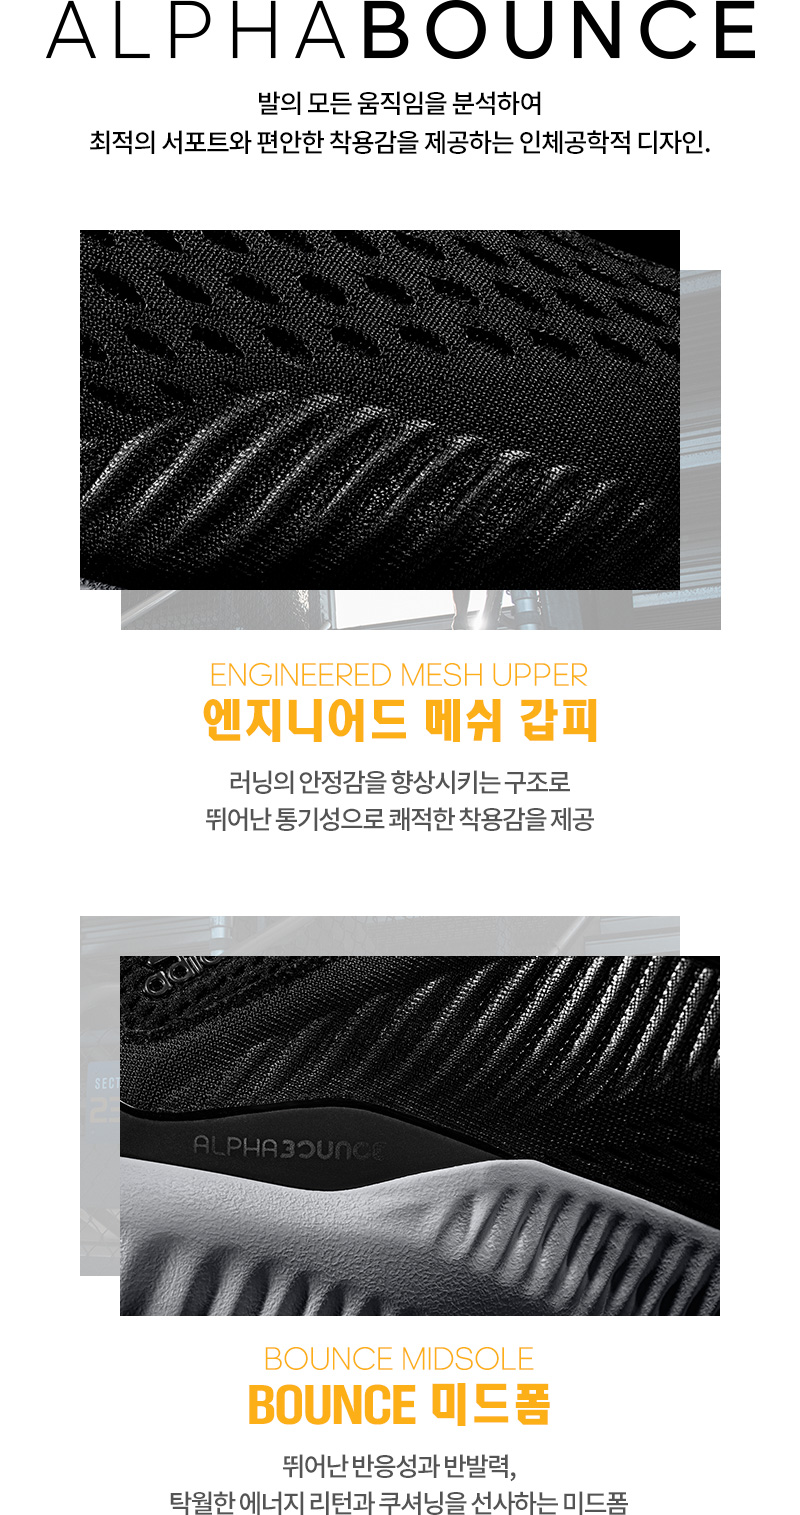 ALPHABOUNCE
발의 모든 움직임을 분석하여
최적의 서포트와 편안한 착용감을 제공하는 인체공학적 디자인.
ENGINEERED MESH UPPER
엔지니어드 메쉬 갑피
러닝의 안정감을 향상시키는 구조로
뛰어난 통기성으로 쾌적한 착용감을 제공
SECT
23
ALPHABOUNCE
BOUNCE MIDSOLE
BOUNCE 미드폼
뛰어난 반응성과 반발력,
탁월한 에너지 리턴과 쿠셔닝을 선사하는 미드폼